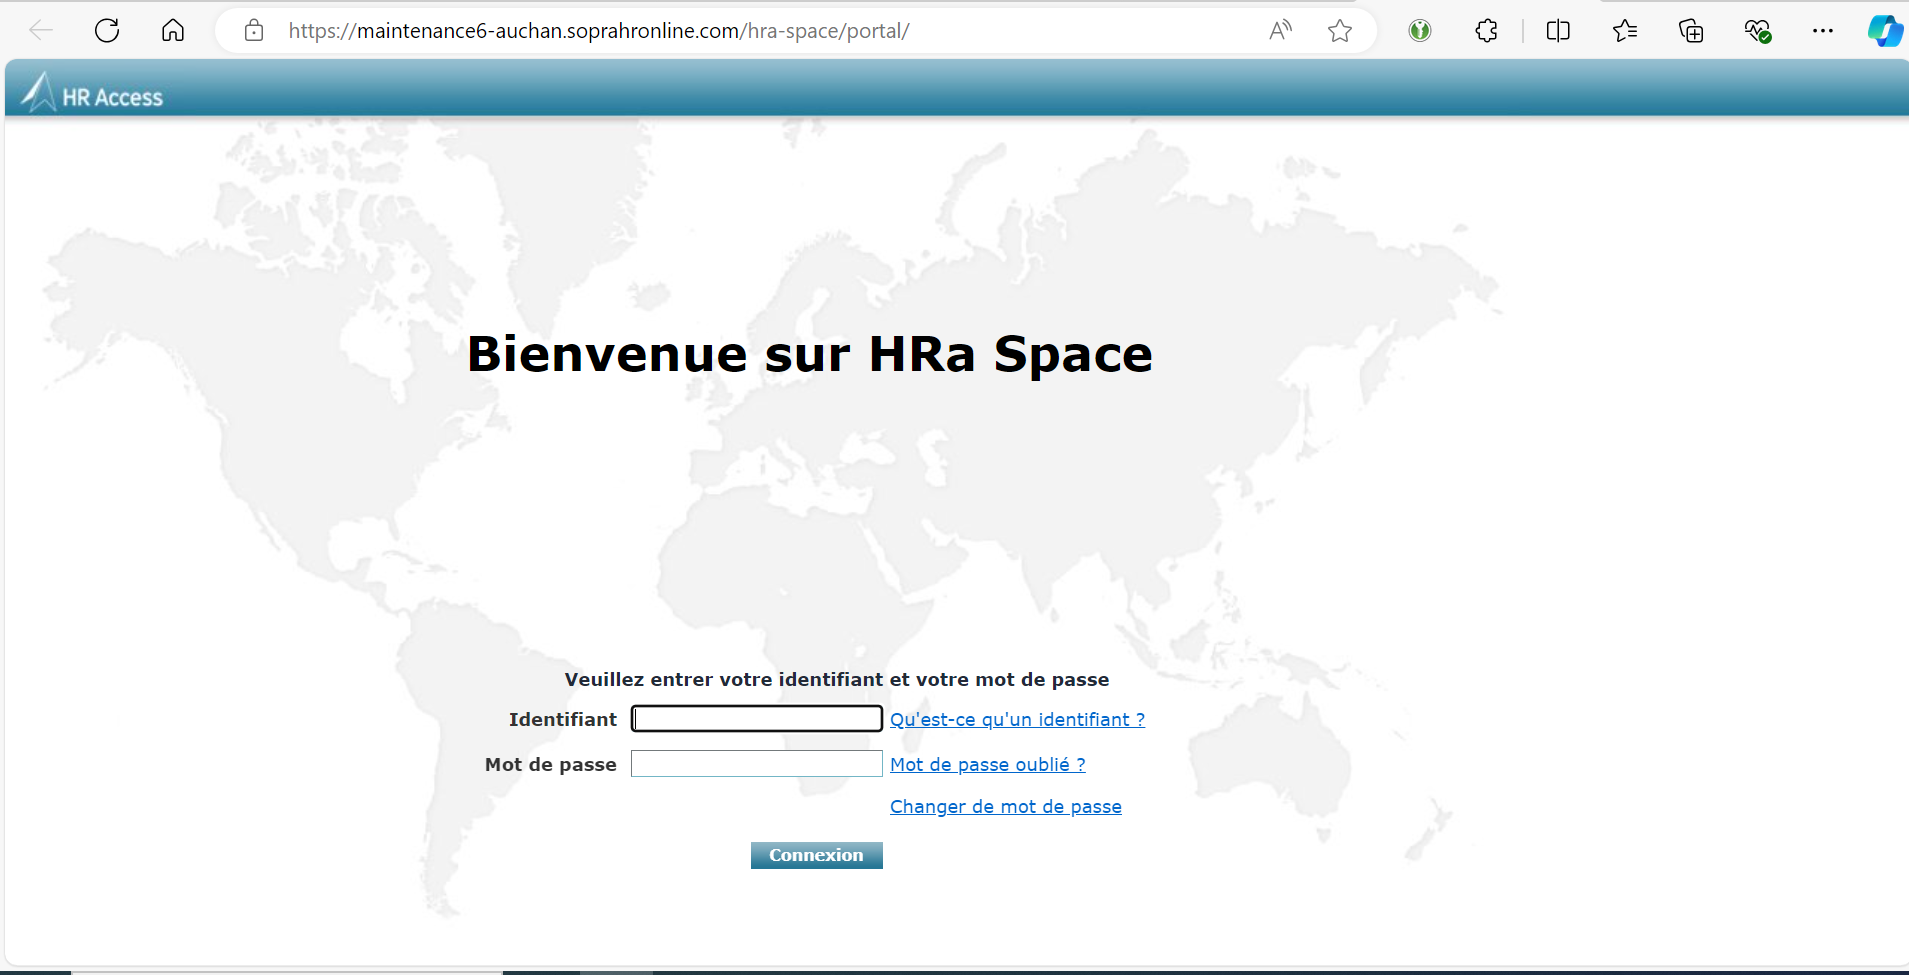 https://maintenance6-auchan.soprahronline.com/hra-space/portal/
HR Access
Bienvenue sur HRa Space
Veuillez entrer votre identifiant et votre mot de passe
Identifiant Qu'est-ce qu'un identifiant ?
Mot de passe Mot de passe oublié ?
Changer de mot de passe
Connexion